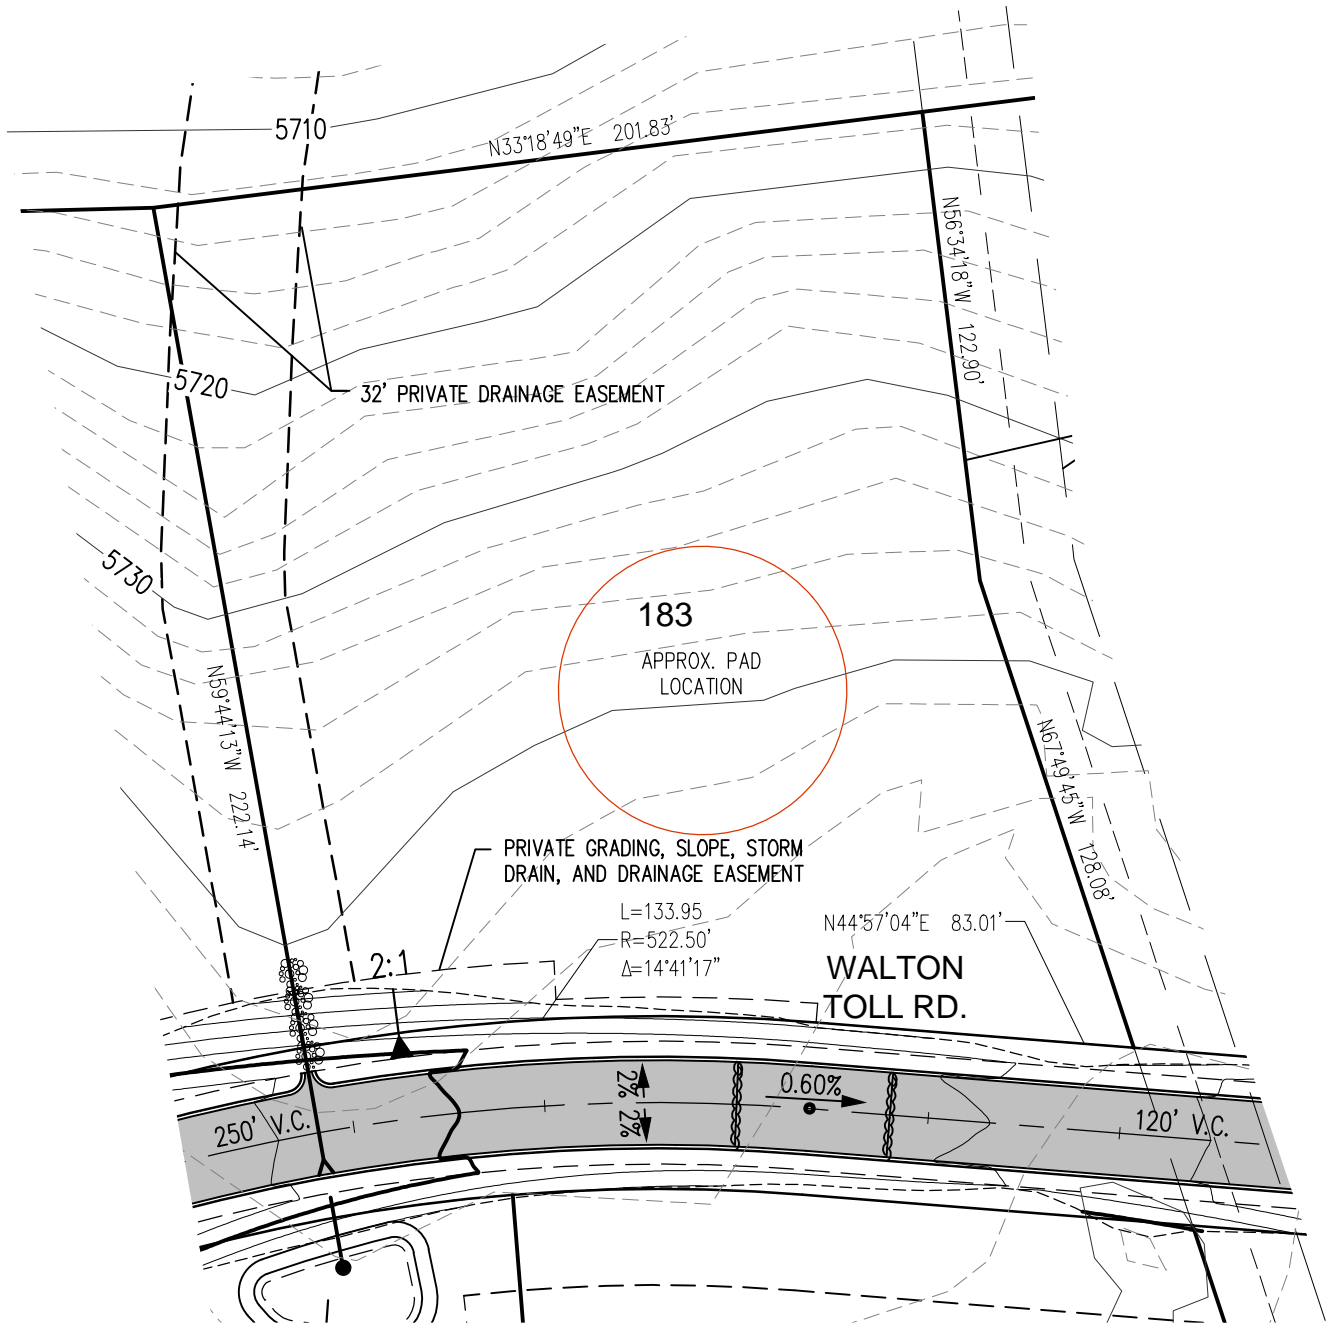 5710
N33°18'49"E 201.83'
N56°34'18"W 122.90'
5720
32' PRIVATE DRAINAGE EASEMENT
5730
183
APPROX. PAD
LOCATION
N59°44'13"W 222.14'
N67°49'45"W 128.08'
PRIVATE GRADING, SLOPE, STORM
DRAIN, AND DRAINAGE EASEMENT
L=133.95
R=522.50'
Δ=14°41'17"
N44°57'04"E 83.01'
WALTON
TOLL RD.
2:1
2% 2%
0.60%
250' V.C.
120' V.C.